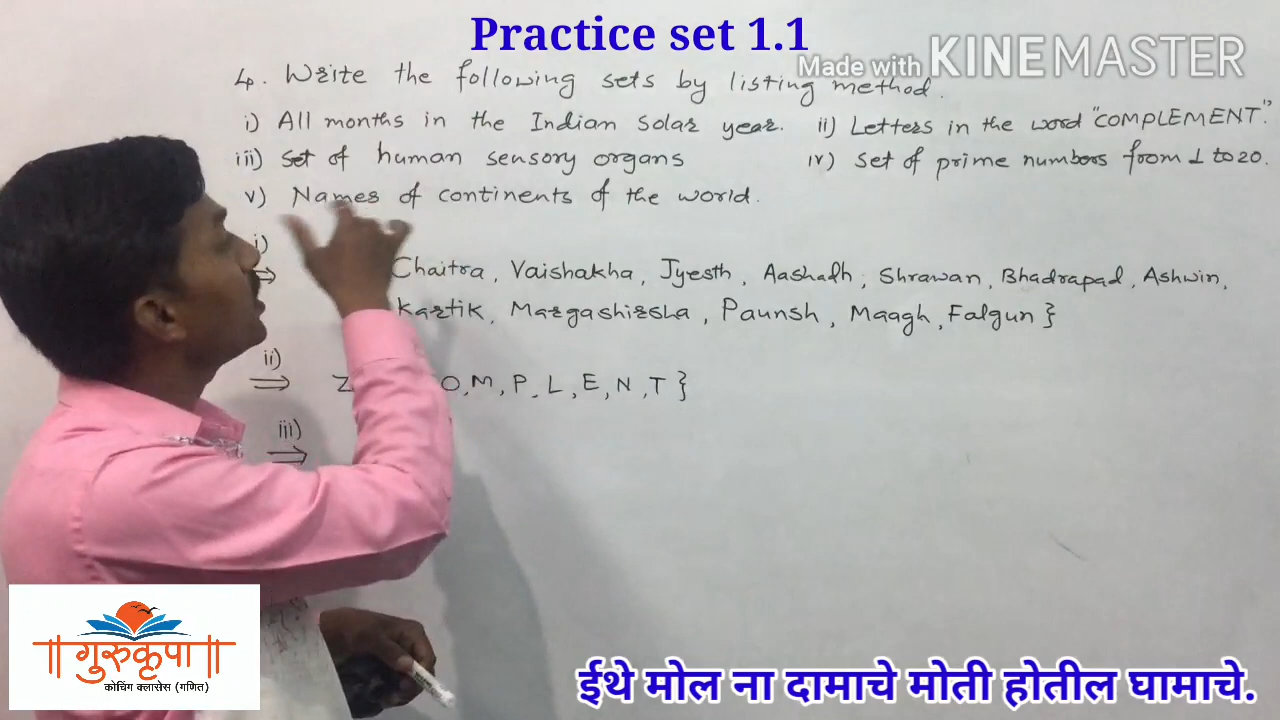 Practice set 1.1
Made with KINEMASTER
4. Write the following sets by listing method.
i) All months in the Indian Solar year. ii) Letters in the word "COMPLEMENT."
iii) Set of human sensory organs iv) Set of prime numbers from 1 to 20.
v) Names of continents of the world.
i)
⇒ Chaitra, Vaishakha, Jyesth, Aashadh, Shrawan, Bhadrapad, Ashwin,
Kartik, Margashirsha, Paunsh, Maagh, Falgun }
ii)
⇒ Z O, M, P, L, E, N, T }
iii)
⇒
॥ गुरुकृपा ॥
कोचिंग क्लासेस (गणित)
ईथे मोल ना दामाचे मोती होतील घामाचे.